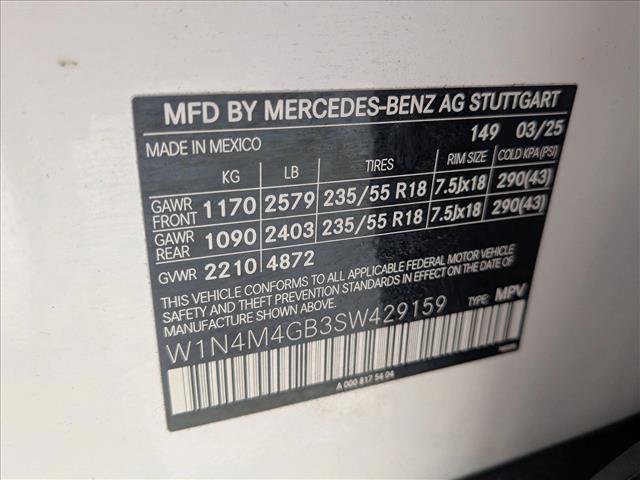 MFD BY MERCEDES-BENZ AG STUTTGART
149 03/25
MADE IN MEXICO
KG LB TIRES RIM SIZE COLD KPA(PSI)
GAWR FRONT 1170 2579 235/55 R18 7.5Jx18 290(43)
GAWR REAR 1090 2403 235/55 R18 7.5Jx18 290(43)
GVWR 2210 4872
THIS VEHICLE CONFORMS TO ALL APPLICABLE FEDERAL MOTOR VEHICLE
SAFETY AND THEFT PREVENTION STANDARDS IN EFFECT ON THE DATE OF
MANUFACTURE SHOWN ABOVE.
W1N4M4GB3SW429159 TYPE: MPV
A 000 817 54 04